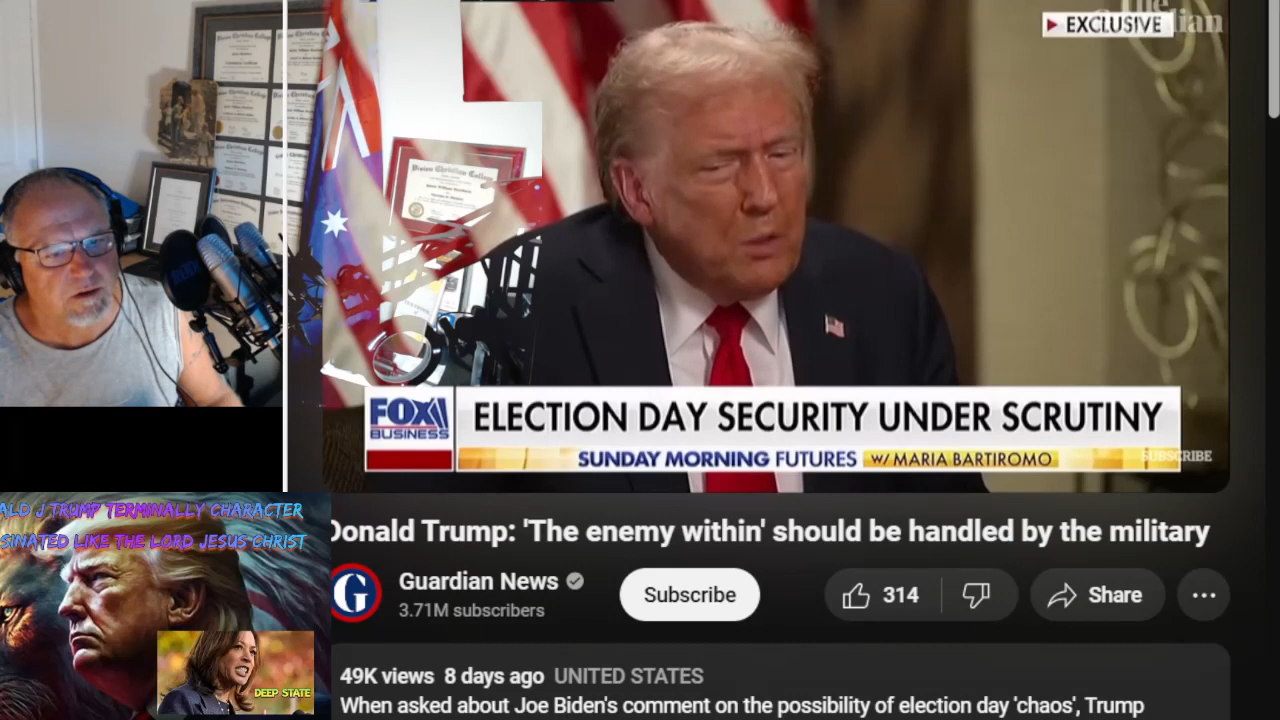 EXCLUSIVE
The
Guardian
FOX
BUSINESS
ELECTION DAY SECURITY UNDER SCRUTINY
SUNDAY MORNING FUTURES W/ MARIA BARTIROMO
SUBSCRIBE
ALD J TRUMP TERMINALLY CHARACTER
SINATED LIKE THE LORD JESUS CHRIST
DEEP STATE
Donald Trump: 'The enemy within' should be handled by the military
G
Guardian News
3.71M subscribers
Subscribe
314
Share
49K views 8 days ago UNITED STATES
When asked about Joe Biden's comment on the possibility of election day 'chaos', Trump